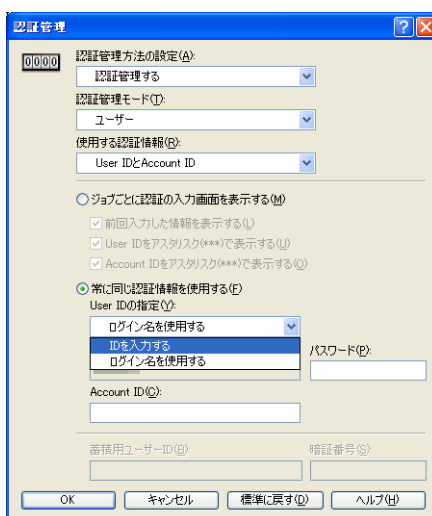 認証管理
認証管理方法の設定(A):
0000
認証管理する
認証管理モード(T):
ユーザー
使用する認証情報(R):
User IDとAccount ID
ジョブごとに認証の入力画面を表示する(M)
前回入力した情報を表示する(L)
User IDをアスタリスク(***)で表示する(U)
Account IDをアスタリスク(***)で表示する(O)
常に同じ認証情報を使用する(F)
User IDの指定(Y):
ログイン名を使用する
IDを入力する
ログイン名を使用する
パスワード(P):
Account ID(C):
蓄積用ユーザーID(B):
暗証番号(S):
OK
キャンセル
標準に戻す(D)
ヘルプ(H)